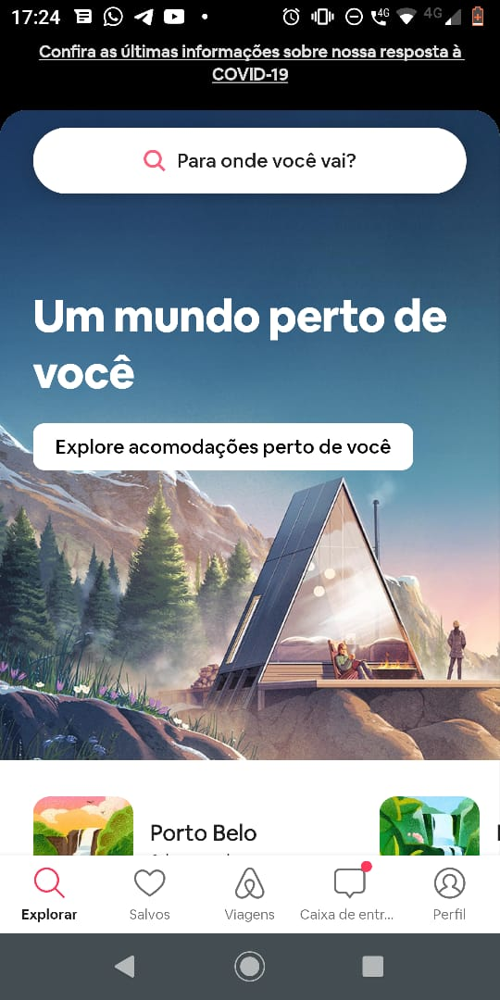 17:24
4G
4G
Confira as últimas informações sobre nossa resposta à
COVID-19
Para onde você vai?
Um mundo perto de
você
Explore acomodações perto de você
Porto Belo
Explorar
Salvos
Viagens
Caixa de entr...
Perfil